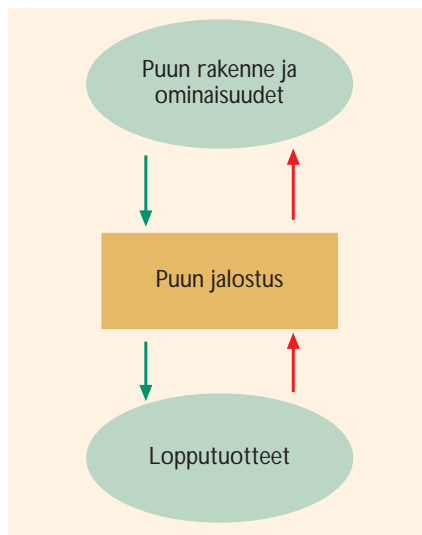 Puun rakenne ja
ominaisuudet
Puun jalostus
Lopputuotteet